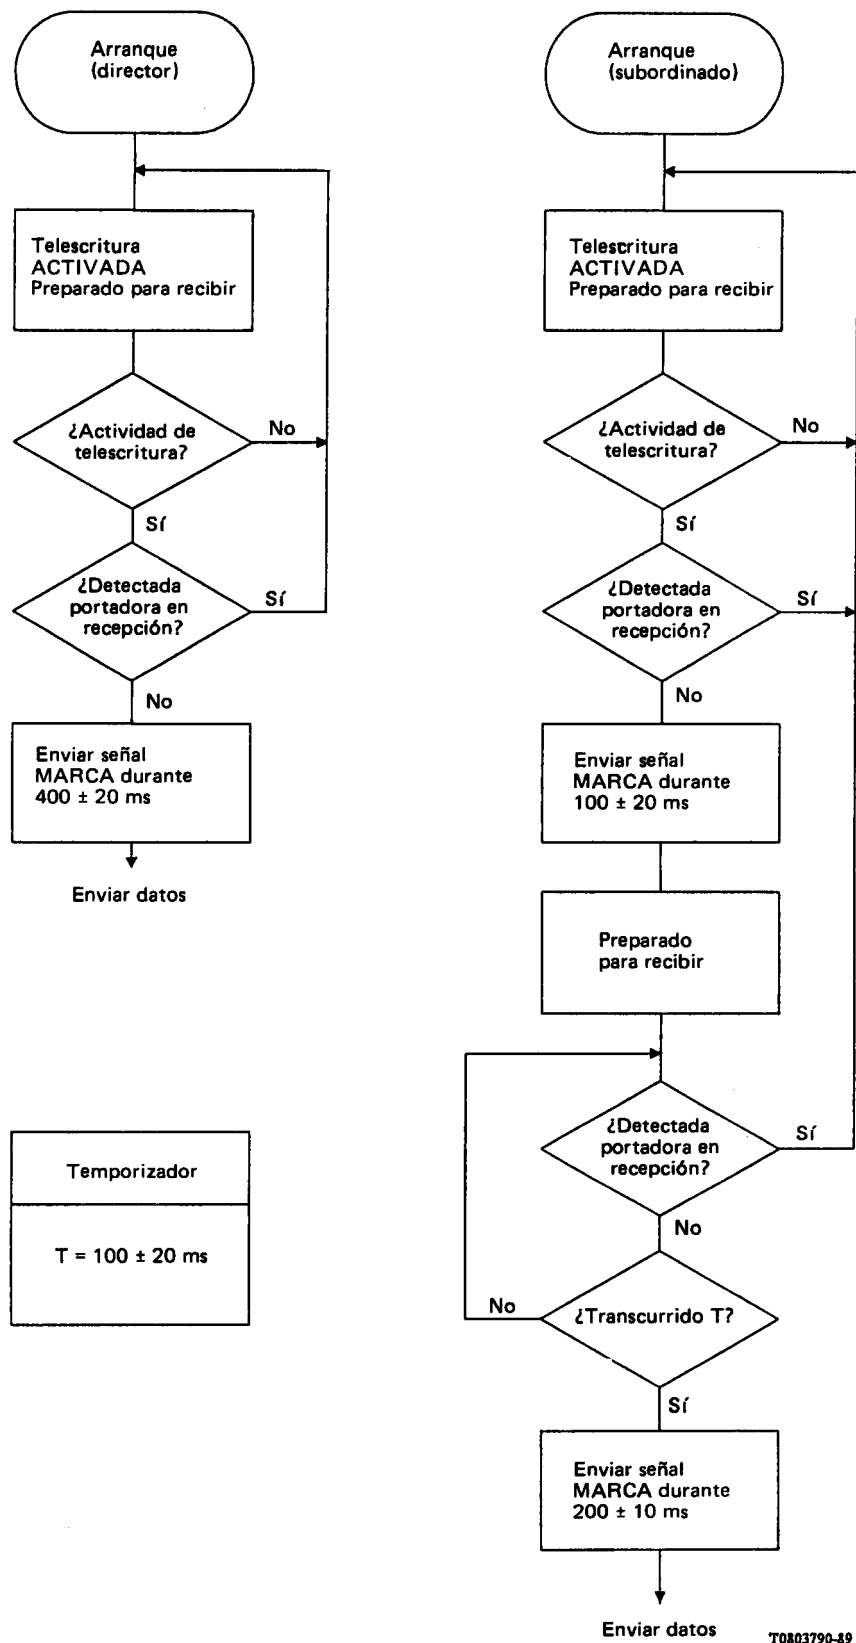 Arranque
(director)
Telescritura
ACTIVADA
Preparado para recibir
¿Actividad de
telescritura?
No
Sí
¿Detectada
portadora en
recepción?
Sí
No
Enviar señal
MARCA durante
400 ± 20 ms
Enviar datos
Temporizador
T = 100 ± 20 ms
Arranque
(subordinado)
Telescritura
ACTIVADA
Preparado para recibir
¿Actividad de
telescritura?
No
Sí
¿Detectada
portadora en
recepción?
Sí
No
Enviar señal
MARCA durante
100 ± 20 ms
Preparado
para recibir
¿Detectada
portadora en
recepción?
Sí
No
¿Transcurrido T?
No
Sí
Enviar señal
MARCA durante
200 ± 10 ms
Enviar datos
T0803790-89